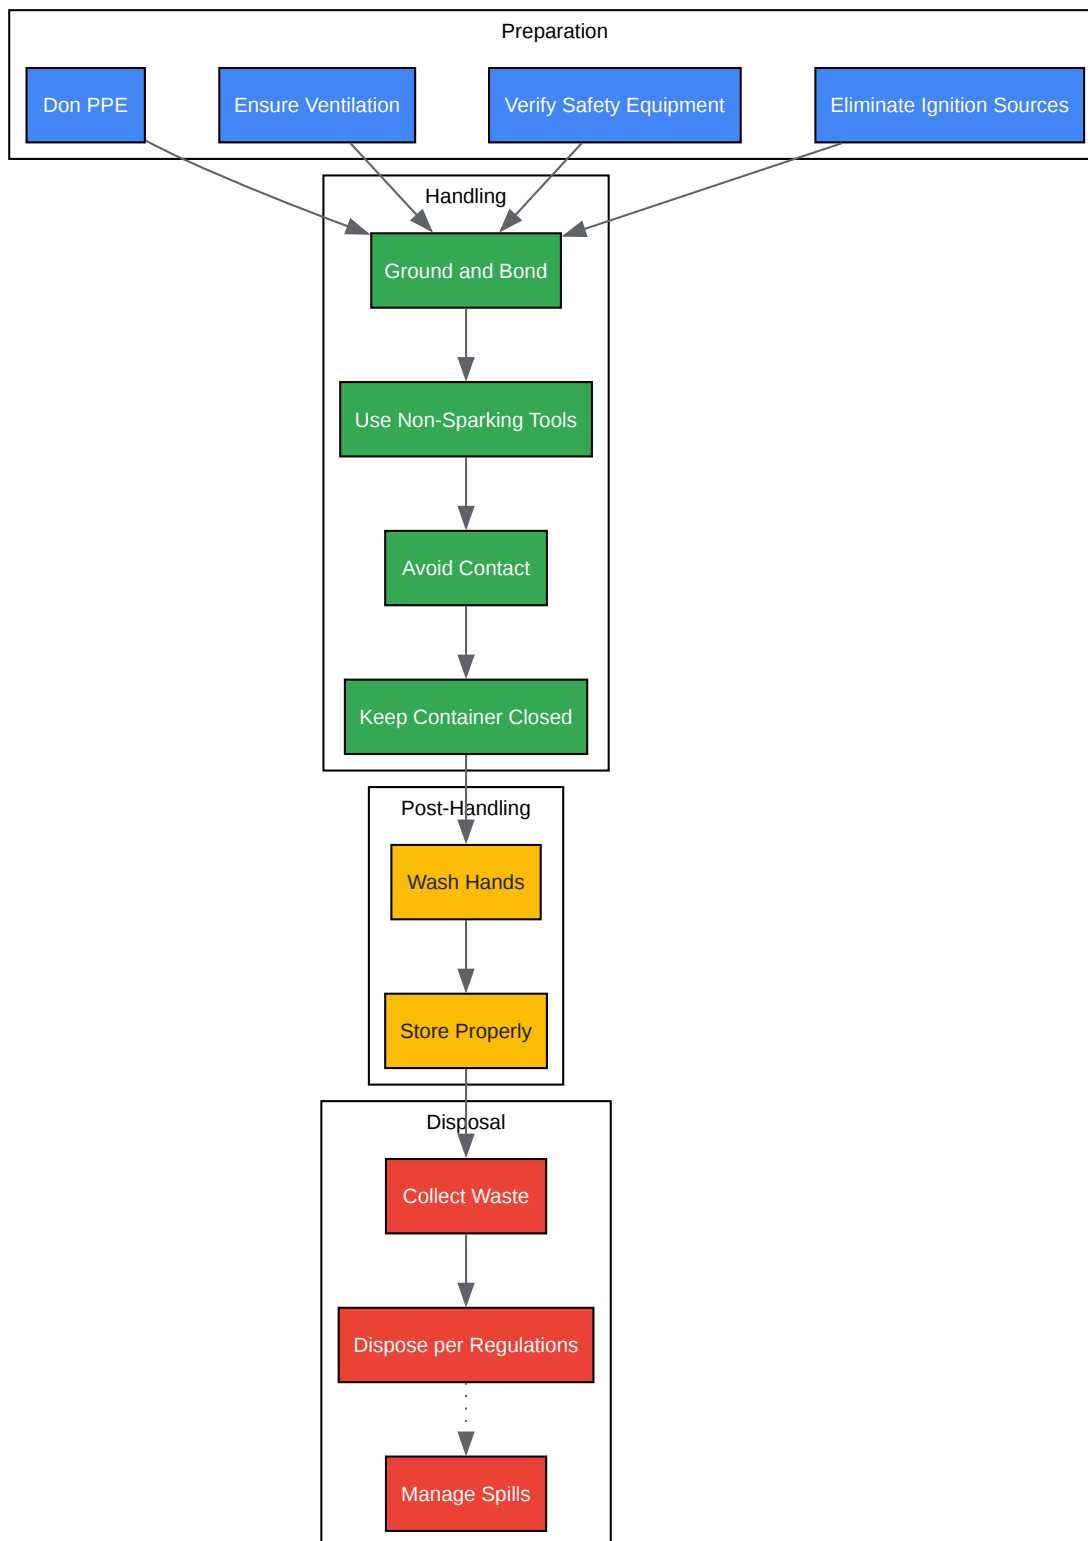 Preparation
Don PPE
Ensure Ventilation
Verify Safety Equipment
Eliminate Ignition Sources
Handling
Ground and Bond
Use Non-Sparking Tools
Avoid Contact
Keep Container Closed
Post-Handling
Wash Hands
Store Properly
Disposal
Collect Waste
Dispose per Regulations
Manage Spills